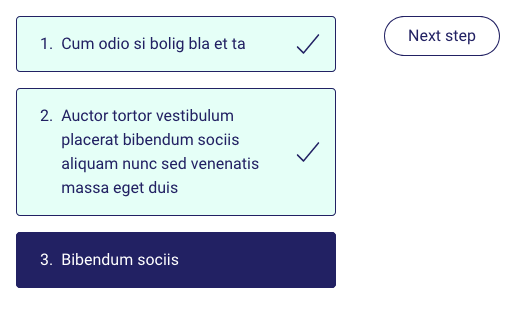 1. Cum odio si bolig bla et ta
Next step
2. Auctor tortor vestibulum
placerat bibendum sociis
aliquam nunc sed venenatis
massa eget duis
3. Bibendum sociis